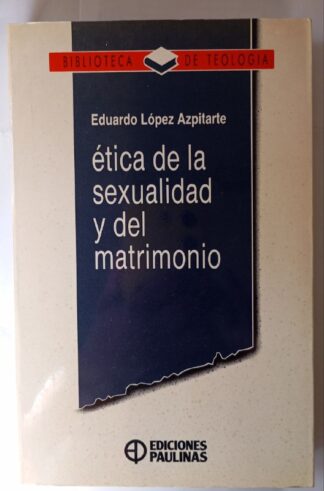 BIBLIOTECA DE TEOLOGIA
Eduardo López Azpitarte
ética de la
sexualidad
y del
matrimonio
EDICIONES
PAULINAS